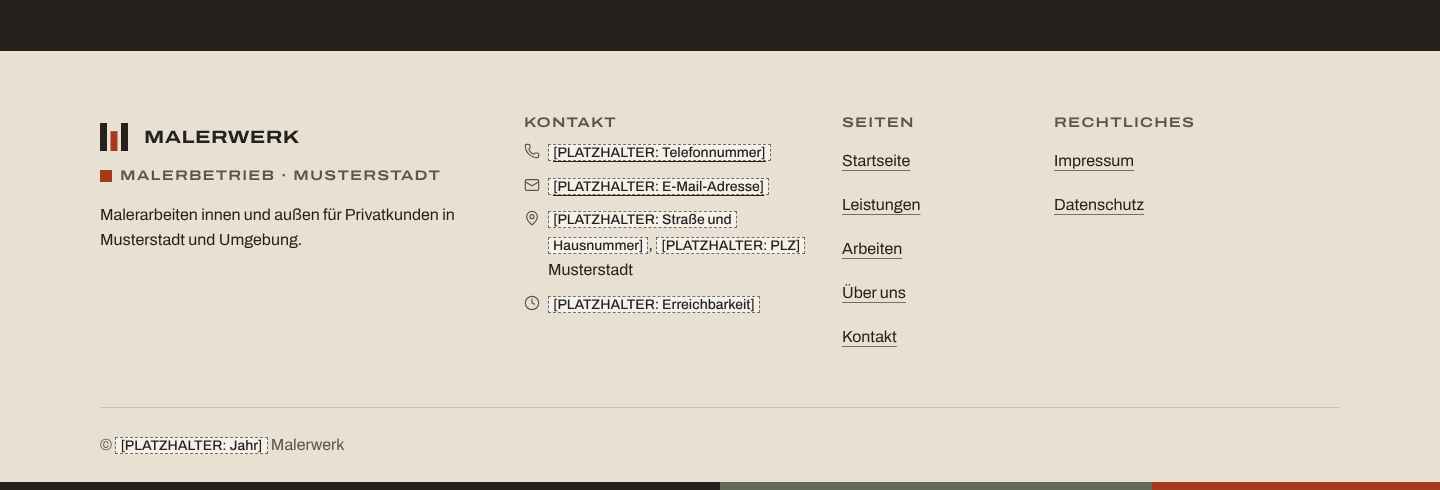 MALERWERK
MALERBETRIEB · MUSTERSTADT
Malerarbeiten innen und außen für Privatkunden in
Musterstadt und Umgebung.
KONTAKT
[PLATZHALTER: Telefonnummer]
[PLATZHALTER: E-Mail-Adresse]
[PLATZHALTER: Straße und
Hausnummer], [PLATZHALTER: PLZ]
Musterstadt
[PLATZHALTER: Erreichbarkeit]
SEITEN
Startseite
Leistungen
Arbeiten
Über uns
Kontakt
RECHTLICHES
Impressum
Datenschutz
© [PLATZHALTER: Jahr] Malerwerk